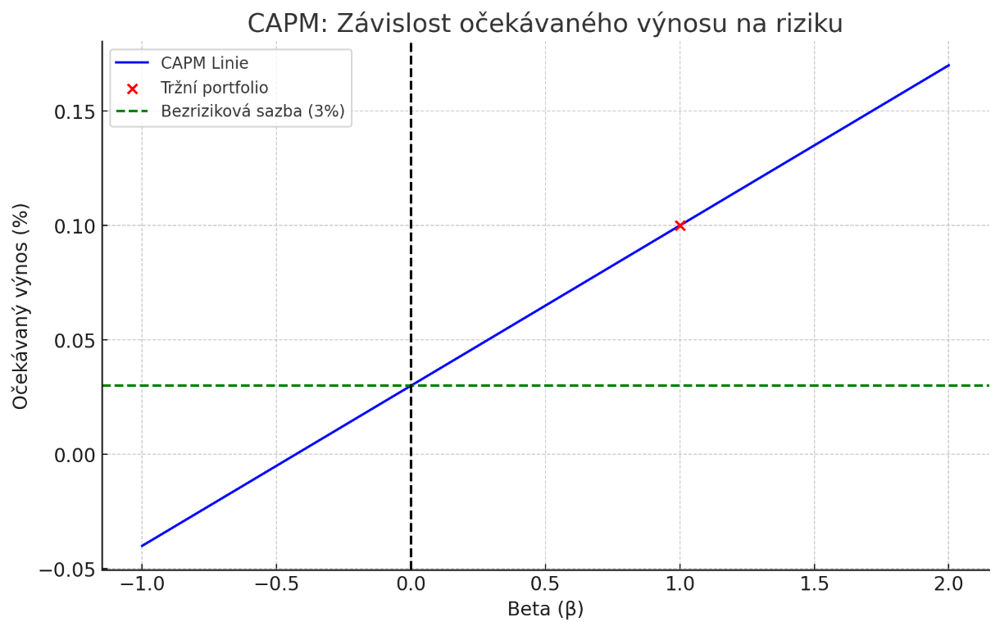 CAPM: Závislost očekávaného výnosu na riziku
CAPM Linie
Tržní portfolio
Bezriziková sazba (3%)
Očekávaný výnos (%)
0.15
0.10
0.05
0.00
−0.05
−1.0 −0.5 0.0 0.5 1.0 1.5 2.0
Beta (β)